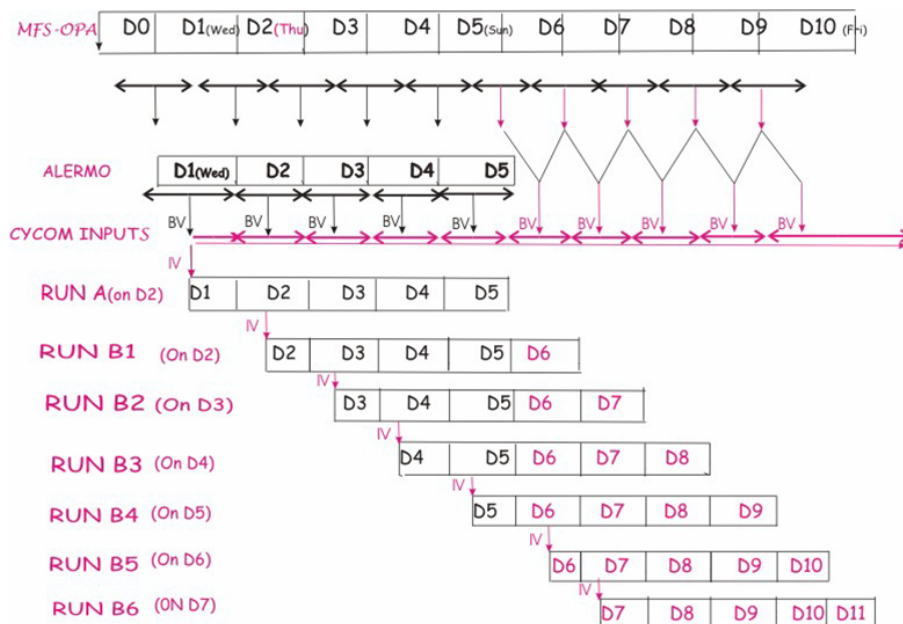 MFS-OPA D0 D1(Wed) D2(Thu) D3 D4 D5(Sun) D6 D7 D8 D9 D10 (Fri)
ALERMO D1(Wed) D2 D3 D4 D5
BV BV BV BV BV BV BV BV BV BV
CYCOM INPUTS
IV
RUN A(on D2) D1 D2 D3 D4 D5
IV
RUN B1 (On D2) D2 D3 D4 D5 D6
IV
RUN B2 (On D3) D3 D4 D5 D6 D7
IV
RUN B3 (On D4) D4 D5 D6 D7 D8
IV
RUN B4 (On D5) D5 D6 D7 D8 D9
IV
RUN B5 (On D6) D6 D7 D8 D9 D10
IV
RUN B6 (0N D7) D7 D8 D9 D10 D11